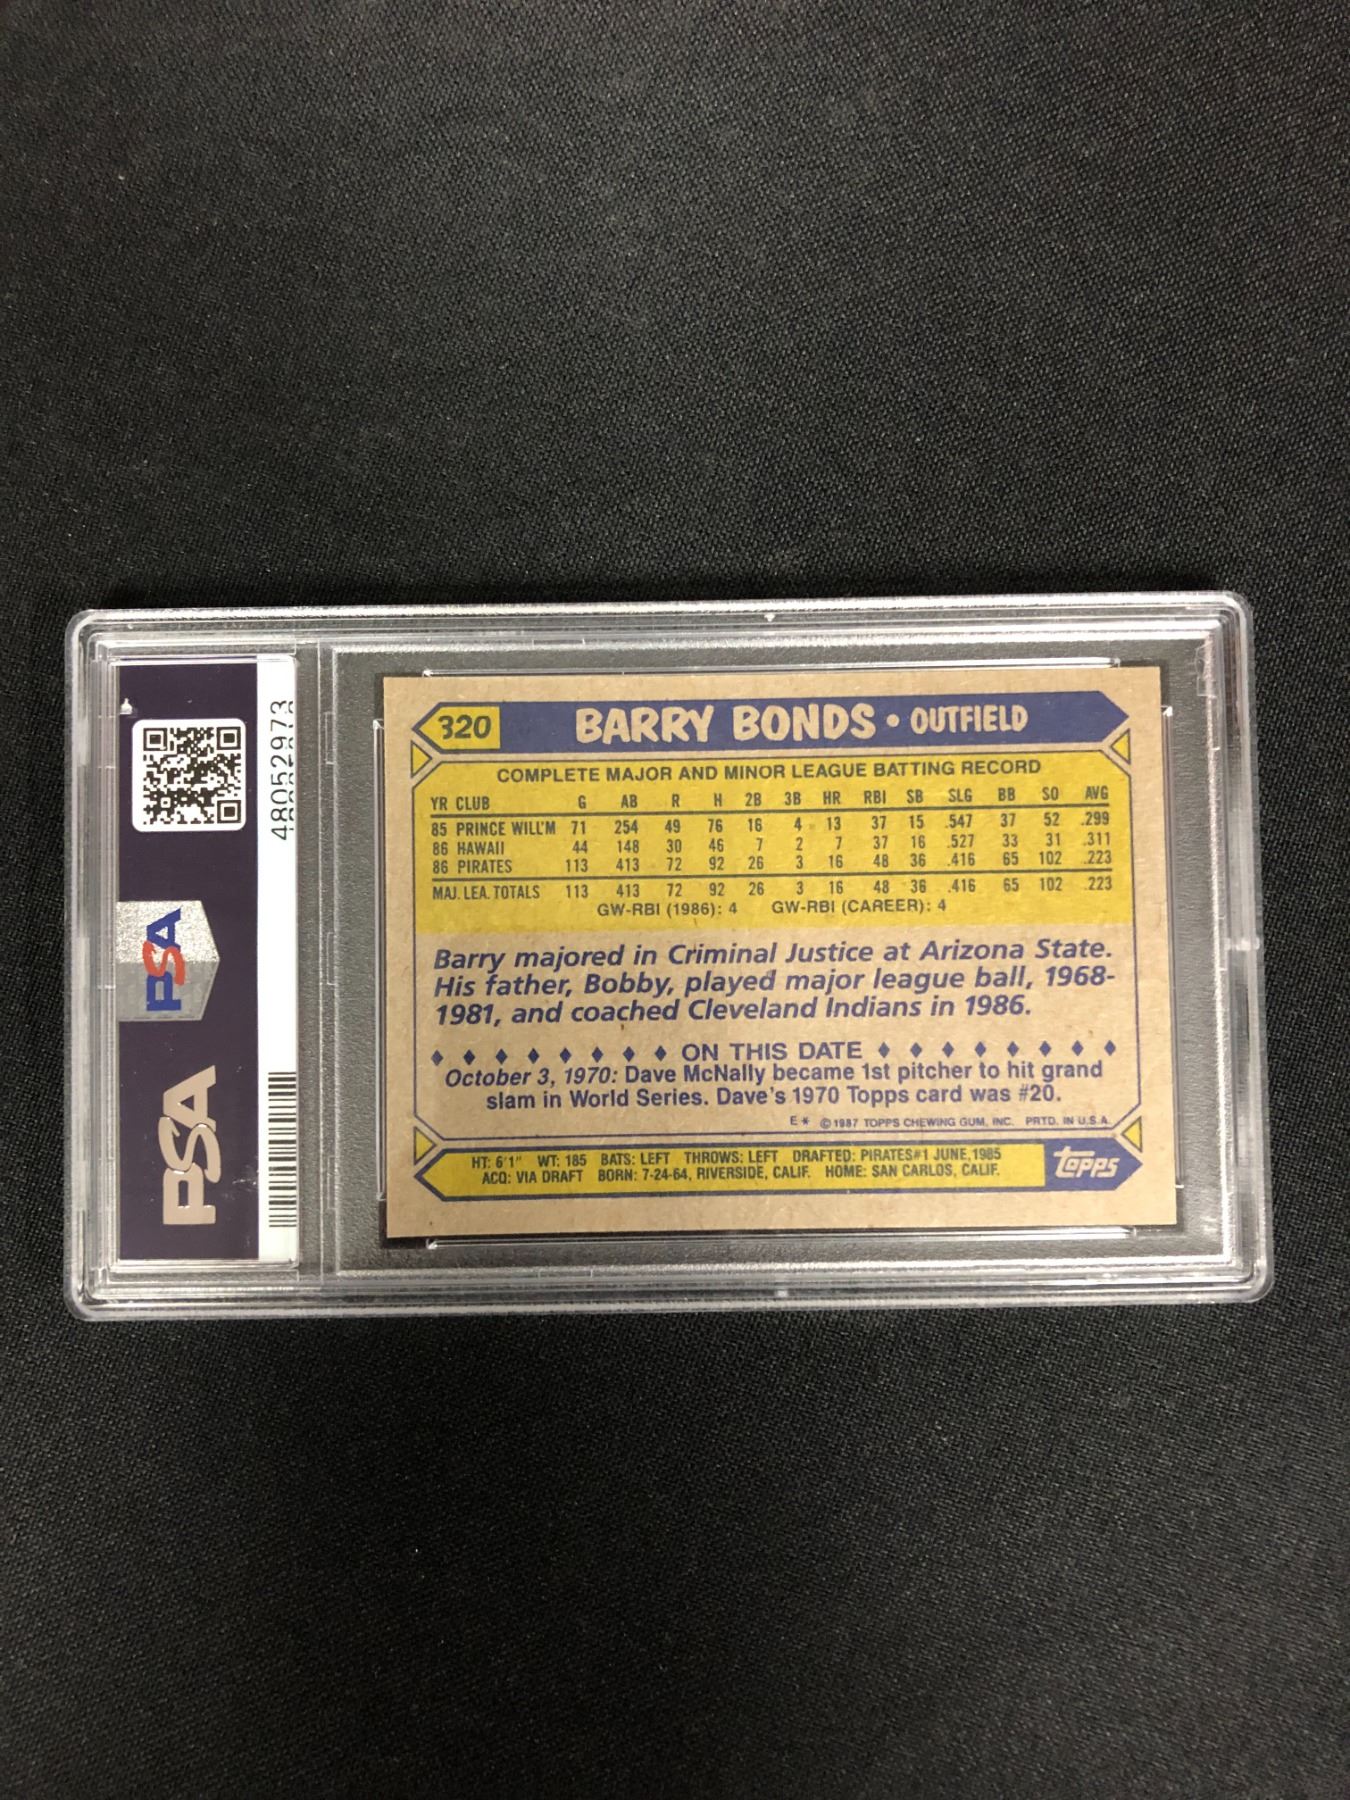 48052973
PSA
PSA
320 BARRY BONDS • OUTFIELD
COMPLETE MAJOR AND MINOR LEAGUE BATTING RECORD
YR CLUB G AB R H 2B 3B HR RBI SB SLG BB SO AVG
85 PRINCE WILL'M 71 254 49 76 16 4 13 37 15 .547 37 52 .299
86 HAWAII 44 148 30 46 7 2 7 37 16 .527 33 31 .311
86 PIRATES 113 413 72 92 26 3 16 48 36 .416 65 102 .223
MAJ. LEA. TOTALS 113 413 72 92 26 3 16 48 36 .416 65 102 .223
GW-RBI (1986): 4 GW-RBI (CAREER): 4
Barry majored in Criminal Justice at Arizona State.
His father, Bobby, played major league ball, 1968-
1981, and coached Cleveland Indians in 1986.
ON THIS DATE
October 3, 1970: Dave McNally became 1st pitcher to hit grand
slam in World Series. Dave's 1970 Topps card was #20.
E* © 1987 TOPPS CHEWING GUM, INC. PRTD. IN U.S.A.
HT: 6'1" WT: 185 BATS: LEFT THROWS: LEFT DRAFTED: PIRATES#1 JUNE, 1985
ACQ: VIA DRAFT BORN: 7-24-64, RIVERSIDE, CALIF. HOME: SAN CARLOS, CALIF.
topps